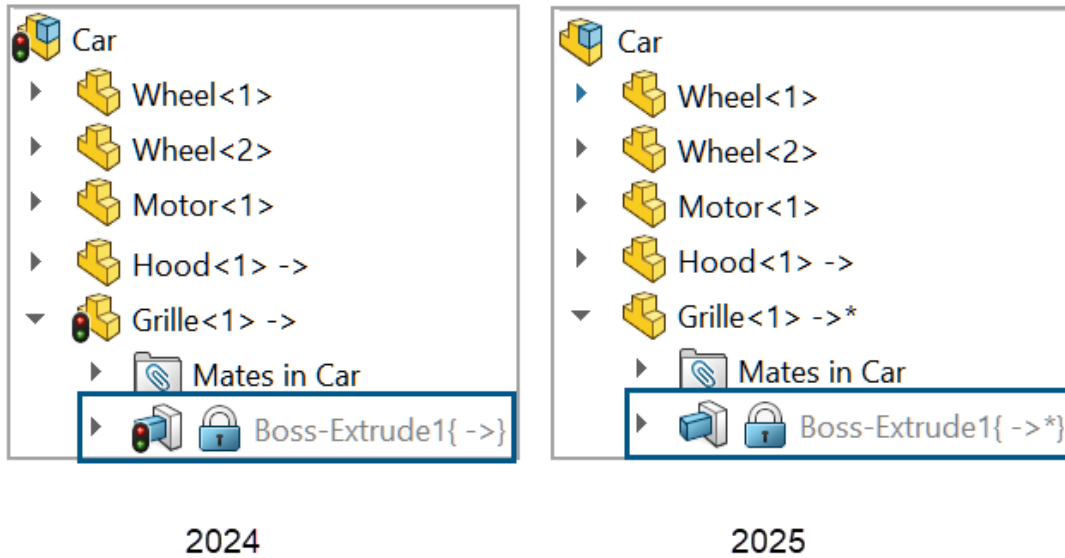 Car
Wheel<1>
Wheel<2>
Motor<1>
Hood<1> ->
Grille<1> ->
Mates in Car
Boss-Extrude1{ ->}
2024
Car
Wheel<1>
Wheel<2>
Motor<1>
Hood<1> ->
Grille<1> ->*
Mates in Car
Boss-Extrude1{ ->*}
2025